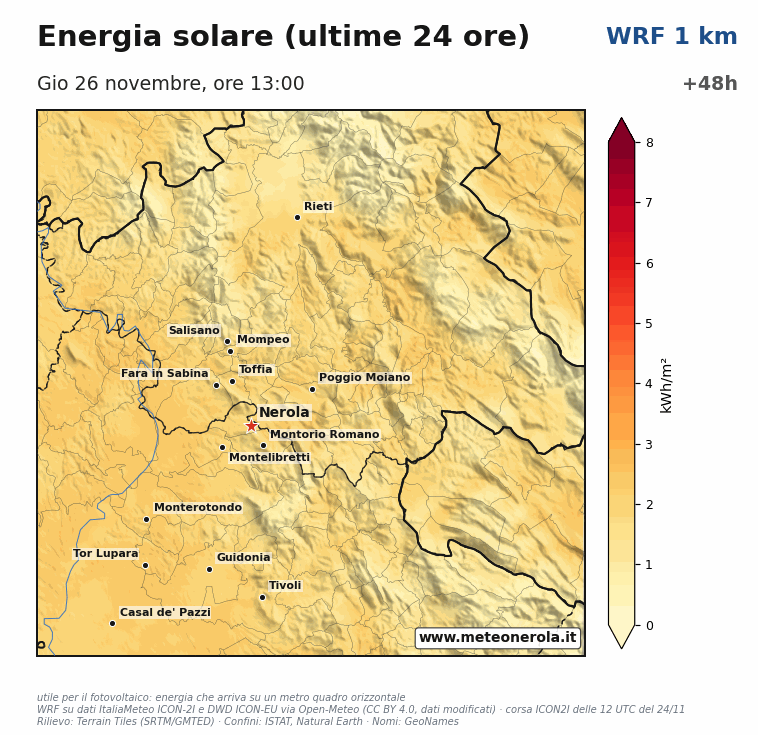 Energia solare (ultime 24 ore)
WRF 1 km
Gio 26 novembre, ore 13:00
+48h
Rieti
Salisano
Mompeo
Toffia
Fara in Sabina
Poggio Moiano
Nerola
Montorio Romano
Montelibretti
Monterotondo
Tor Lupara
Guidonia
Tivoli
Casal de' Pazzi
www.meteonerola.it
8
7
6
5
4
3
2
1
0
kWh/m²
utile per il fotovoltaico: energia che arriva su un metro quadro orizzontale
WRF su dati ItaliaMeteo ICON-2I e DWD ICON-EU via Open-Meteo (CC BY 4.0, dati modificati) · corsa ICON2I delle 12 UTC del 24/11
Rilievo: Terrain Tiles (SRTM/GMTED) · Confini: ISTAT, Natural Earth · Nomi: GeoNames